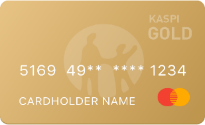 KASPI
GOLD
5169 49** **** 1234
CARDHOLDER NAME